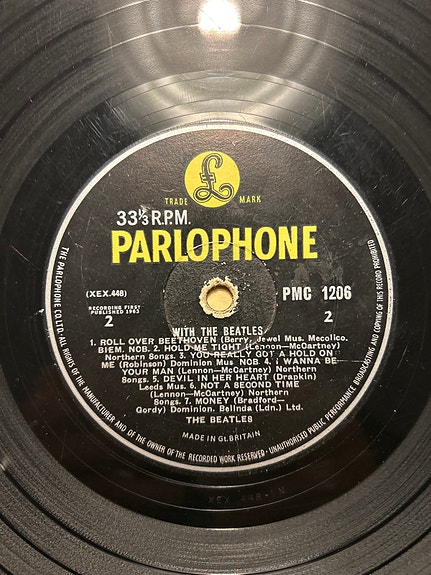 £
TRADE MARK
33⅓ R.P.M.
PARLOPHONE
(XEX.448)
PMC 1206
RECORDING FIRST
PUBLISHED 1963
2
2
WITH THE BEATLES
1. ROLL OVER BEETHOVEN (Berry, Jewel Mus. Mecolico.
BIEM. NCB. 2. HOLD ME TIGHT (Lennon—McCartney)
Northern Songs. 3. YOU REALLY GOT A HOLD ON
ME (Robinson) Dominion Mus NCB 4. I WANNA BE
YOUR MAN (Lennon—McCartney) Northern
Songs. 5. DEVIL IN HER HEART (Drapkin)
Leeds Mus. 6. NOT A SECOND TIME
(Lennon—McCartney) Northern
Songs. 7. MONEY (Bradford—
Gordy) Dominion. Belinda (Ldn.) Ltd.
THE BEATLES
MADE IN GT. BRITAIN
THE PARLOPHONE CO LTD. ALL RIGHTS OF THE MANUFACTURER AND OF THE OWNER OF THE RECORDED WORK RESERVED · UNAUTHORISED PUBLIC PERFORMANCE BROADCASTING AND COPYING OF THIS RECORD PROHIBITED
XEX 448